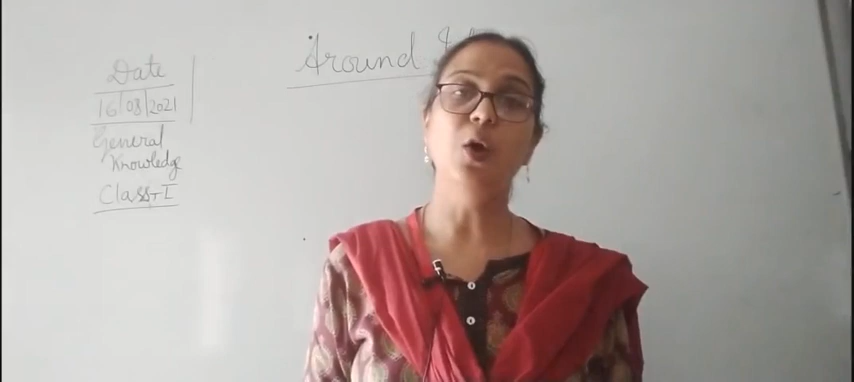 Date
16/03/2021
General
Knowledge
Class-I
Around